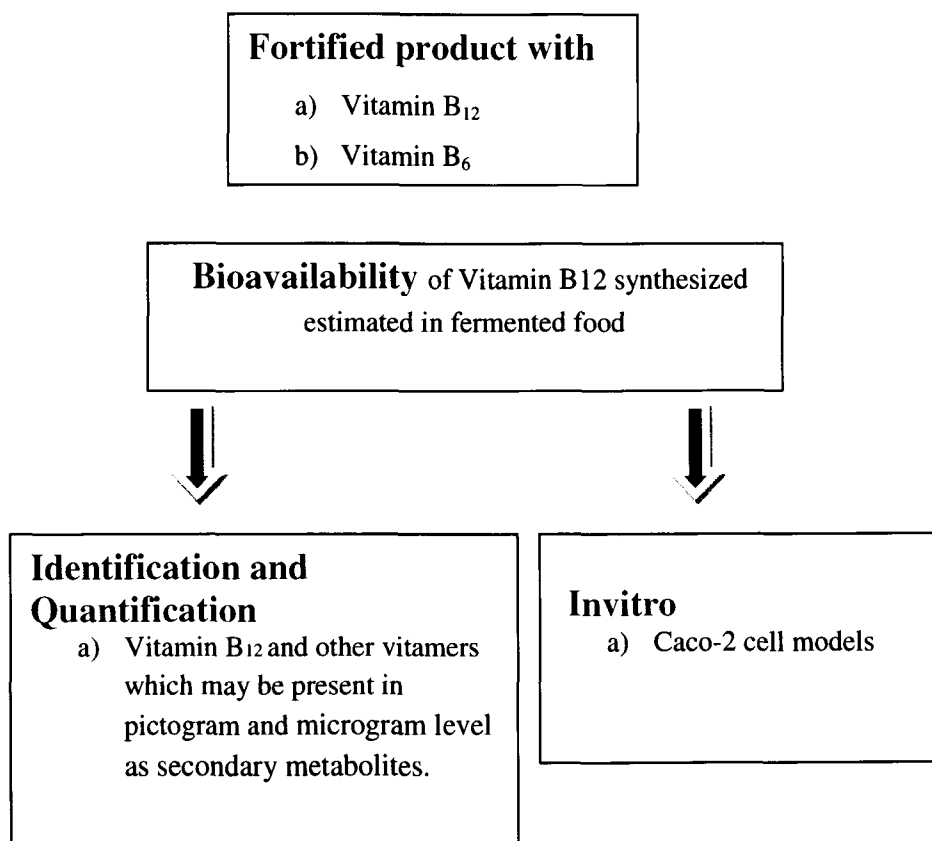 Fortified product with
a) Vitamin B₁₂
b) Vitamin B₆
Bioavailability of Vitamin B12 synthesized
estimated in fermented food
Identification and
Quantification
a) Vitamin B₁₂ and other vitamers
which may be present in
pictogram and microgram level
as secondary metabolites.
Invitro
a) Caco-2 cell models